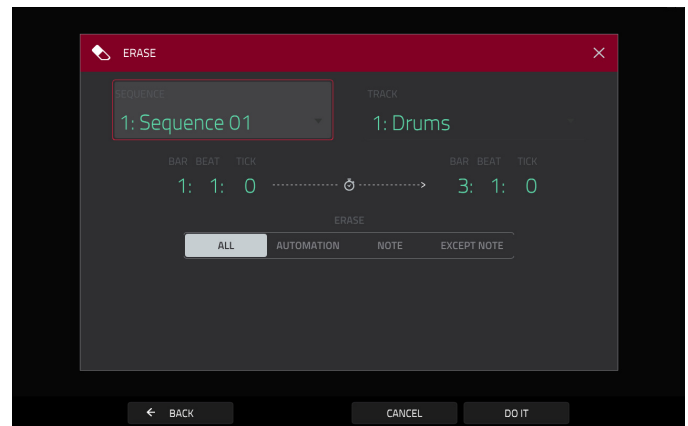 ERASE
SEQUENCE TRACK
1: Sequence 01 1: Drums
BAR BEAT TICK BAR BEAT TICK
1: 1: 0 3: 1: 0
ERASE
ALL AUTOMATION NOTE EXCEPT NOTE
BACK CANCEL DO IT